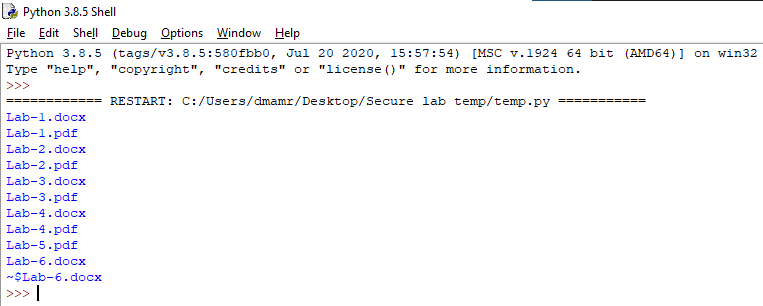 Python 3.8.5 Shell
File Edit Shell Debug Options Window Help
Python 3.8.5 (tags/v3.8.5:580fbb0, Jul 20 2020, 15:57:54) [MSC v.1924 64 bit (AMD64)] on win32
Type "help", "copyright", "credits" or "license()" for more information.
>>>
============ RESTART: C:/Users/dmamr/Desktop/Secure lab temp/temp.py ===========
Lab-1.docx
Lab-1.pdf
Lab-2.docx
Lab-2.pdf
Lab-3.docx
Lab-3.pdf
Lab-4.docx
Lab-4.pdf
Lab-5.pdf
Lab-6.docx
~$Lab-6.docx
>>>